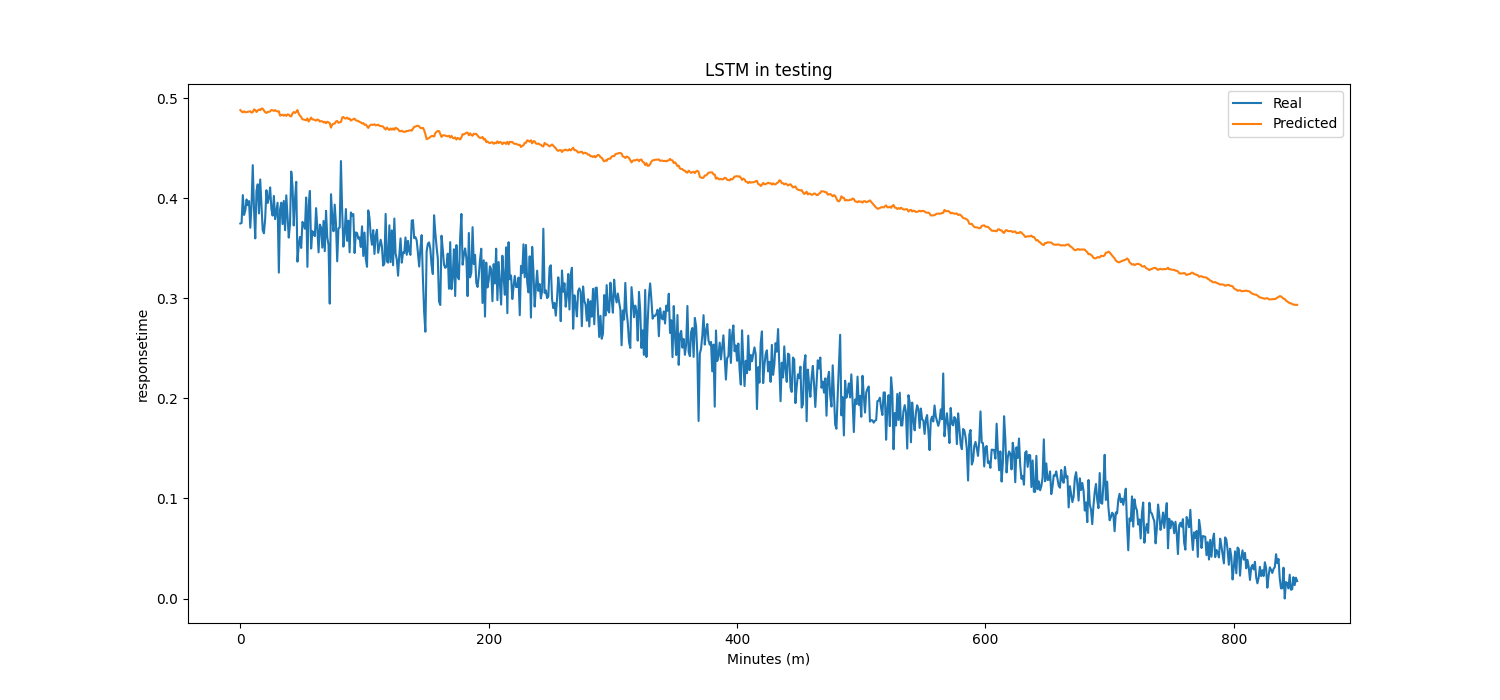 LSTM in testing
Real
Predicted
0.5
0.4
0.3
0.2
0.1
0.0
responsetime
0 200 400 600 800
Minutes (m)